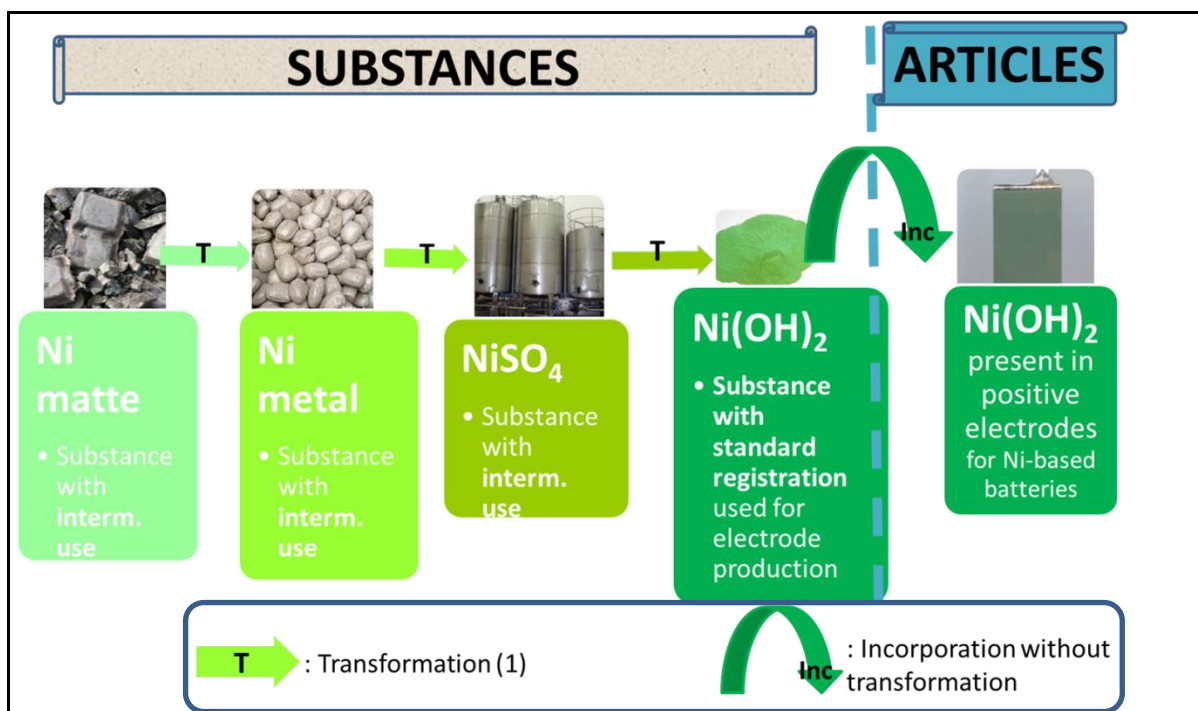 SUBSTANCES
ARTICLES
T
T
T
Inc
Ni
matte
• Substance
with
interm.
use
Ni
metal
• Substance
with
interm.
use
NiSO₄
• Substance
with
interm.
use
Ni(OH)₂
• Substance
with
standard
registration
used for
electrode
production
Ni(OH)₂
present in
positive
electrodes
for Ni-based
batteries
T
: Transformation (1)
Inc
: Incorporation without
transformation